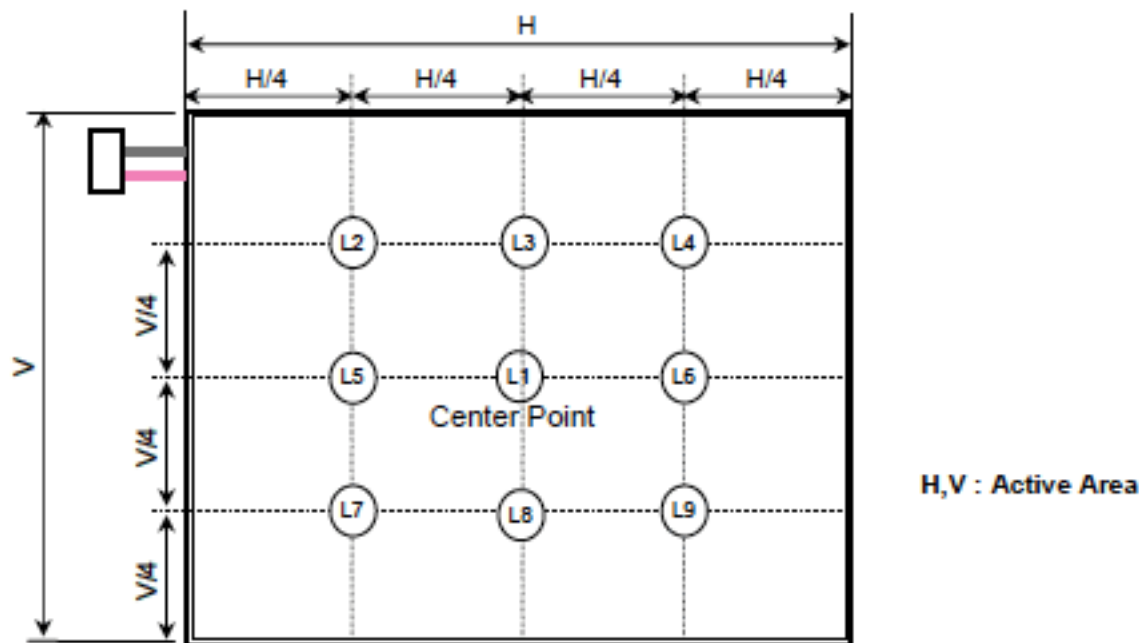 H
H/4 H/4 H/4 H/4
L2 L3 L4
V/4
V
L5 L1 L6
Center Point
V/4
L7 L8 L9
H,V : Active Area
V/4